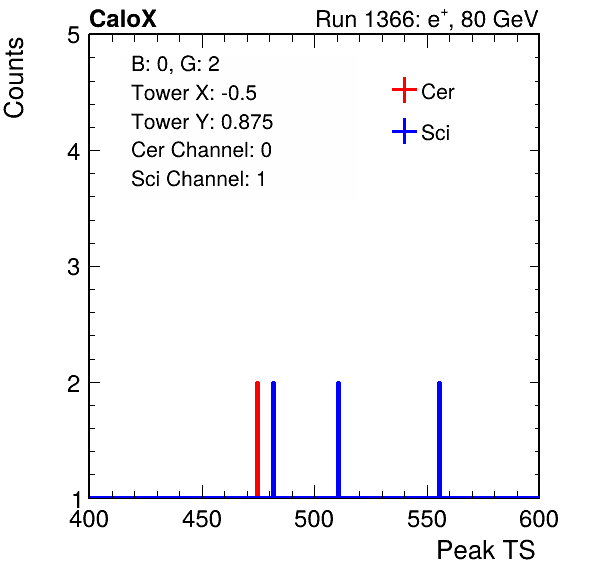 CaloX Run 1366: e⁺, 80 GeV
Counts
B: 0, G: 2
Tower X: -0.5
Tower Y: 0.875
Cer Channel: 0
Sci Channel: 1
Cer
Sci
5
4
3
2
1
400 450 500 550 600
Peak TS